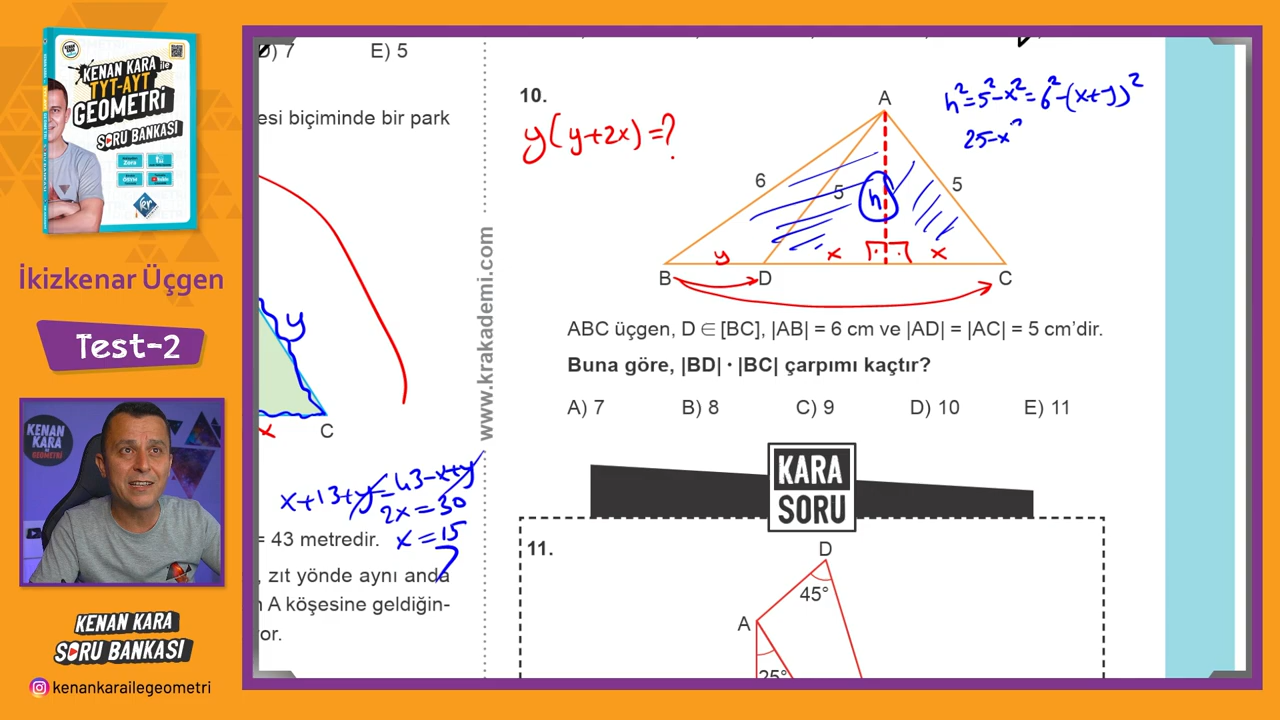 KENAN KARA ile
TYT-AYT
GEOMETRİ
SORU BANKASI
İkizkenar Üçgen
Test-2
KENAN
KARA
GEOMETRİ
KENAN KARA
SORU BANKASI
kenankarailegeometri
D) 7 E) 5
esi biçiminde bir park
y
C
x
x+13+y=43-x+y
2x=30
x=15
= 43 metredir.
, zıt yönde aynı anda
n A köşesine geldiğin-
or.
www.krakademi.com
10.
y(y+2x)=?
h²=5²-x²=6²-(x+y)²
25-x²
A
6
5
h
5
y
x
x
B
D
C
ABC üçgen, D ∈ [BC], |AB| = 6 cm ve |AD| = |AC| = 5 cm'dir.
Buna göre, |BD| · |BC| çarpımı kaçtır?
A) 7 B) 8 C) 9 D) 10 E) 11
KARA
SORU
11.
D
45°
A
25°